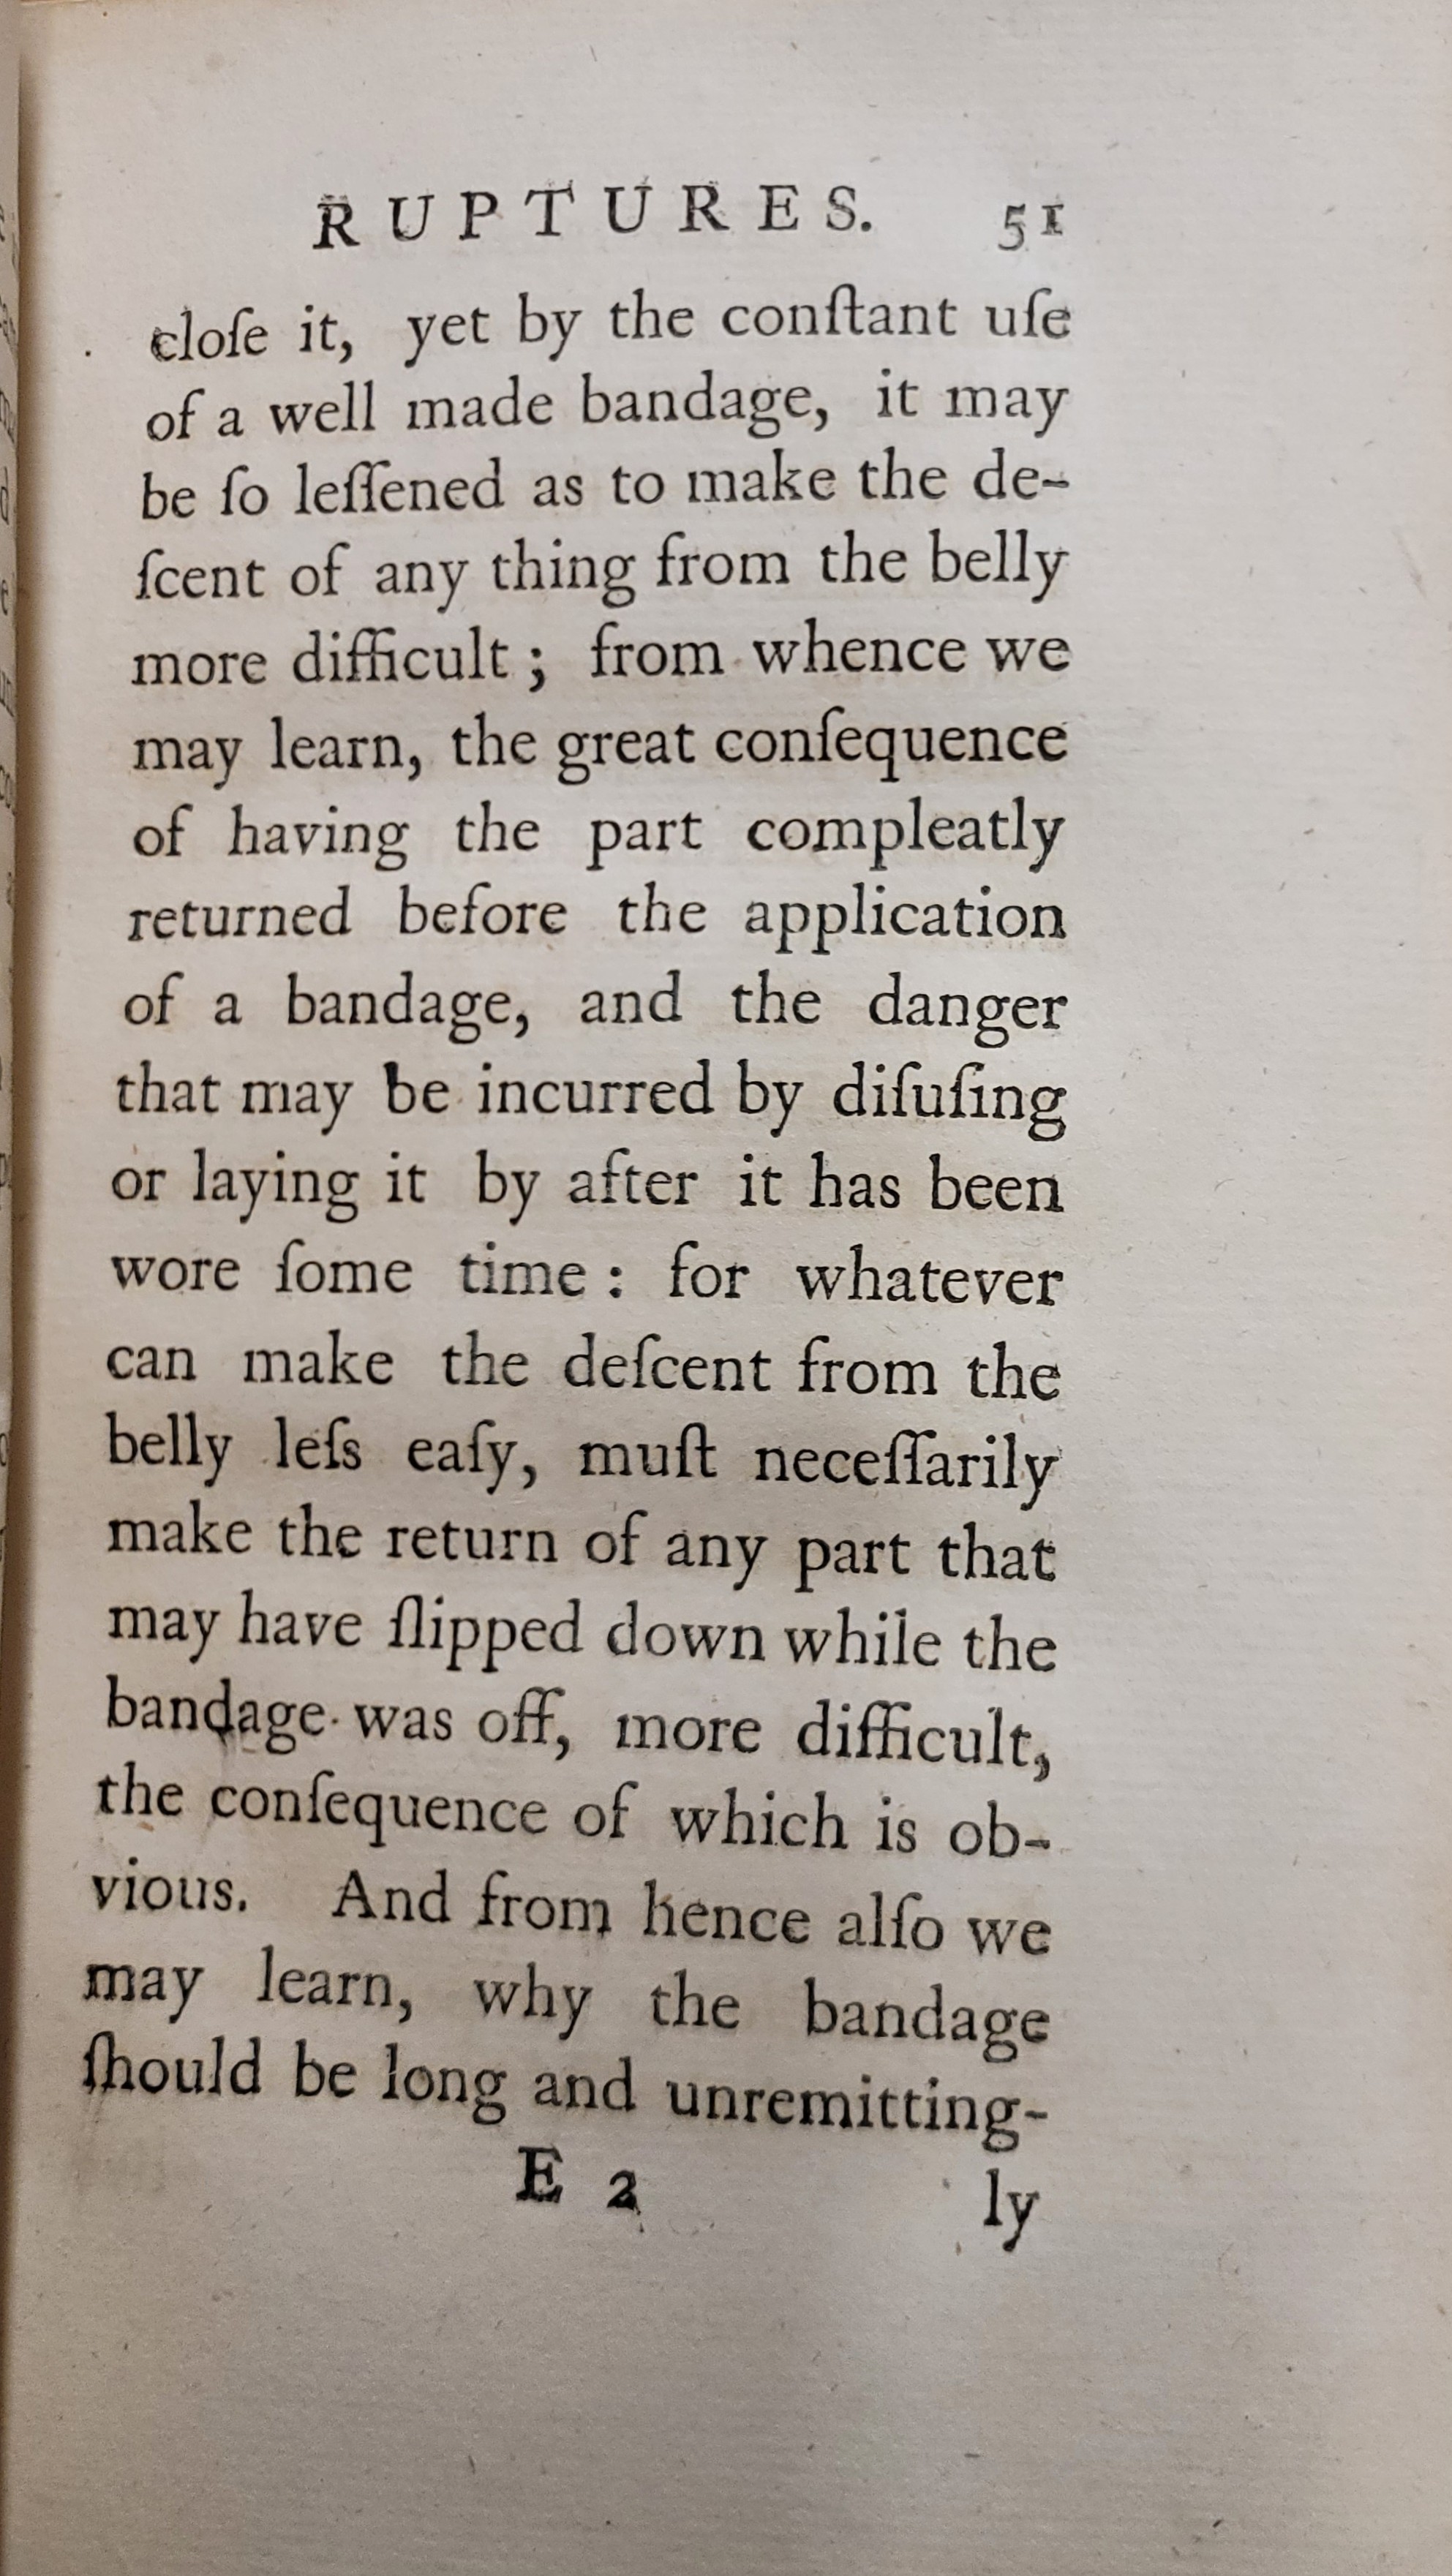 RUPTURES. 51
cloſe it, yet by the conſtant uſe
of a well made bandage, it may
be ſo leſſened as to make the de-
ſcent of any thing from the belly
more difficult; from whence we
may learn, the great conſequence
of having the part compleatly
returned before the application
of a bandage, and the danger
that may be incurred by diſuſing
or laying it by after it has been
wore ſome time: for whatever
can make the deſcent from the
belly leſs eaſy, muſt neceſſarily
make the return of any part that
may have ſlipped down while the
bandage was off, more difficult,
the conſequence of which is ob-
vious. And from hence alſo we
may learn, why the bandage
ſhould be long and unremitting-
E 2 ly